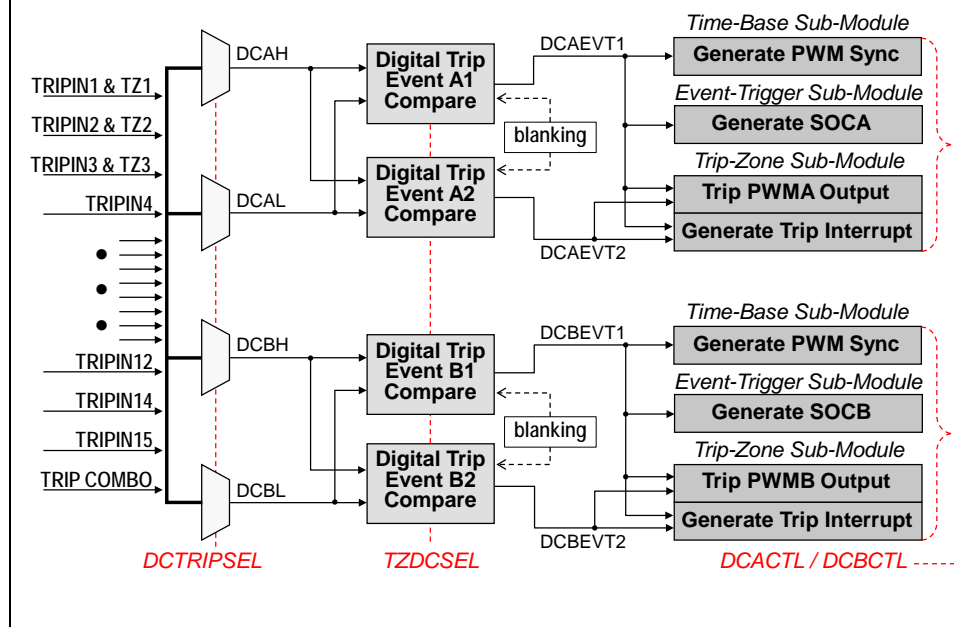 TRIPIN1 & TZ1
TRIPIN2 & TZ2
TRIPIN3 & TZ3
TRIPIN4
TRIPIN12
TRIPIN14
TRIPIN15
TRIP COMBO
DCAH
DCAL
DCBH
DCBL
DCTRIPSEL
Digital Trip
Event A1
Compare
blanking
Digital Trip
Event A2
Compare
Digital Trip
Event B1
Compare
blanking
Digital Trip
Event B2
Compare
TZDCSEL
DCAEVT1
DCAEVT2
DCBEVT1
DCBEVT2
Time-Base Sub-Module
Generate PWM Sync
Event-Trigger Sub-Module
Generate SOCA
Trip-Zone Sub-Module
Trip PWMA Output
Generate Trip Interrupt
Time-Base Sub-Module
Generate PWM Sync
Event-Trigger Sub-Module
Generate SOCB
Trip-Zone Sub-Module
Trip PWMB Output
Generate Trip Interrupt
DCACTL / DCBCTL